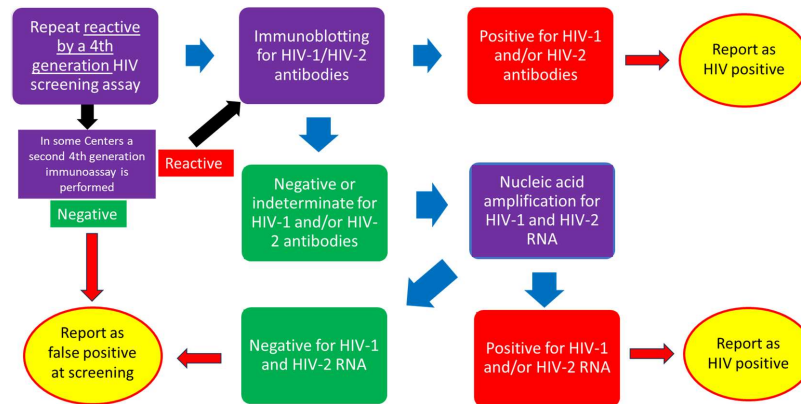 Repeat reactive
by a 4th
generation HIV
screening assay
Immunoblotting
for HIV-1/HIV-2
antibodies
Positive for HIV-1
and/or HIV-2
antibodies
Report as
HIV positive
In some Centers a
second 4th generation
immunoassay is
performed
Reactive
Negative
Negative or
indeterminate for
HIV-1 and/or HIV-
2 antibodies
Nucleic acid
amplification for
HIV-1 and HIV-2
RNA
Report as
false positive
at screening
Negative for HIV-1
and HIV-2 RNA
Positive for HIV-1
and/or HIV-2 RNA
Report as
HIV positive